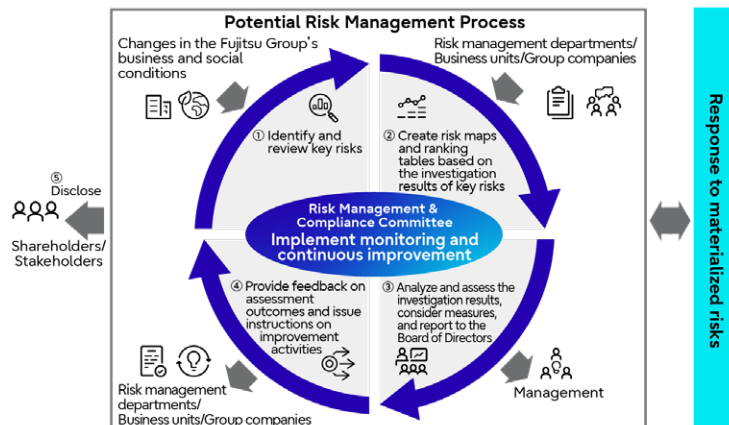 Potential Risk Management Process
Changes in the Fujitsu Group's
business and social
conditions
Risk management departments/
Business units/Group companies
① Identify and
review key risks
② Create risk maps
and ranking
tables based on
the investigation
results of key risks
⑤
Disclose
Shareholders/
Stakeholders
Risk Management &
Compliance Committee
Implement monitoring and
continuous improvement
④ Provide feedback on
assessment
outcomes and issue
instructions on
improvement
activities
③ Analyze and assess the
investigation results,
consider measures,
and report to the
Board of Directors
Risk management
departments/
Business units/Group companies
Management
Response to materialized risks